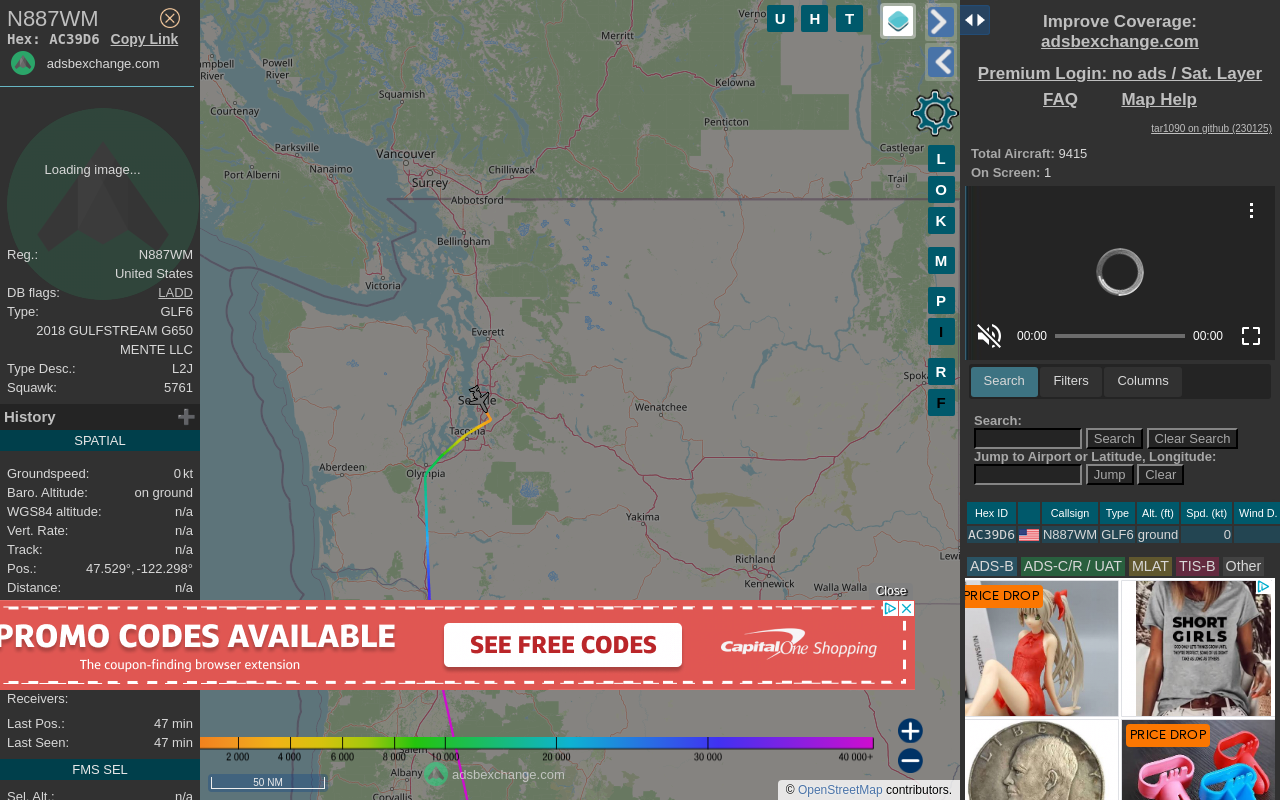 N887WM
Hex: AC39D6 Copy Link
adsbexchange.com
Loading image...
Reg.: N887WM
United States
DB flags: LADD
Type: GLF6
2018 GULFSTREAM G650
MENTE LLC
Type Desc.: L2J
Squawk: 5761
History
SPATIAL
Groundspeed: 0 kt
Baro. Altitude: on ground
WGS84 altitude: n/a
Vert. Rate: n/a
Track: n/a
Pos.: 47.529°, -122.298°
Distance: n/a
Receivers:
Last Pos.: 47 min
Last Seen: 47 min
FMS SEL
Sel. Alt.: n/a
Merritt
Powell
River
Campbell
River
Squamish
Kelowna
Courtenay
Penticton
Parksville
Vancouver
Nanaimo
Port Alberni
Chilliwack
Surrey
Castlegar
Trail
Abbotsford
Bellingham
Victoria
Everett
Wenatchee
Tacoma
Aberdeen
Olympia
Yakima
Richland
Kennewick
Walla Walla
Albany
Corvallis
U H T
L
O
K
M
P
I
R
F
Close
PROMO CODES AVAILABLE
The coupon-finding browser extension
SEE FREE CODES
Capital One Shopping
2 000 4 000 6 000 8 000 10 000 20 000 30 000 40 000+
50 NM
adsbexchange.com
© OpenStreetMap contributors.
Improve Coverage:
adsbexchange.com
Premium Login: no ads / Sat. Layer
FAQ Map Help
tar1090 on github (230125)
Total Aircraft: 9415
On Screen: 1
00:00 00:00
Search Filters Columns
Search:
Search Clear Search
Jump to Airport or Latitude, Longitude:
Jump Clear
Hex ID Callsign Type Alt. (ft) Spd. (kt) Wind D.
AC39D6 N887WM GLF6 ground 0
ADS-B ADS-C/R / UAT MLAT TIS-B Other
PRICE DROP
SHORT
GIRLS
LIBERTY
PRICE DROP